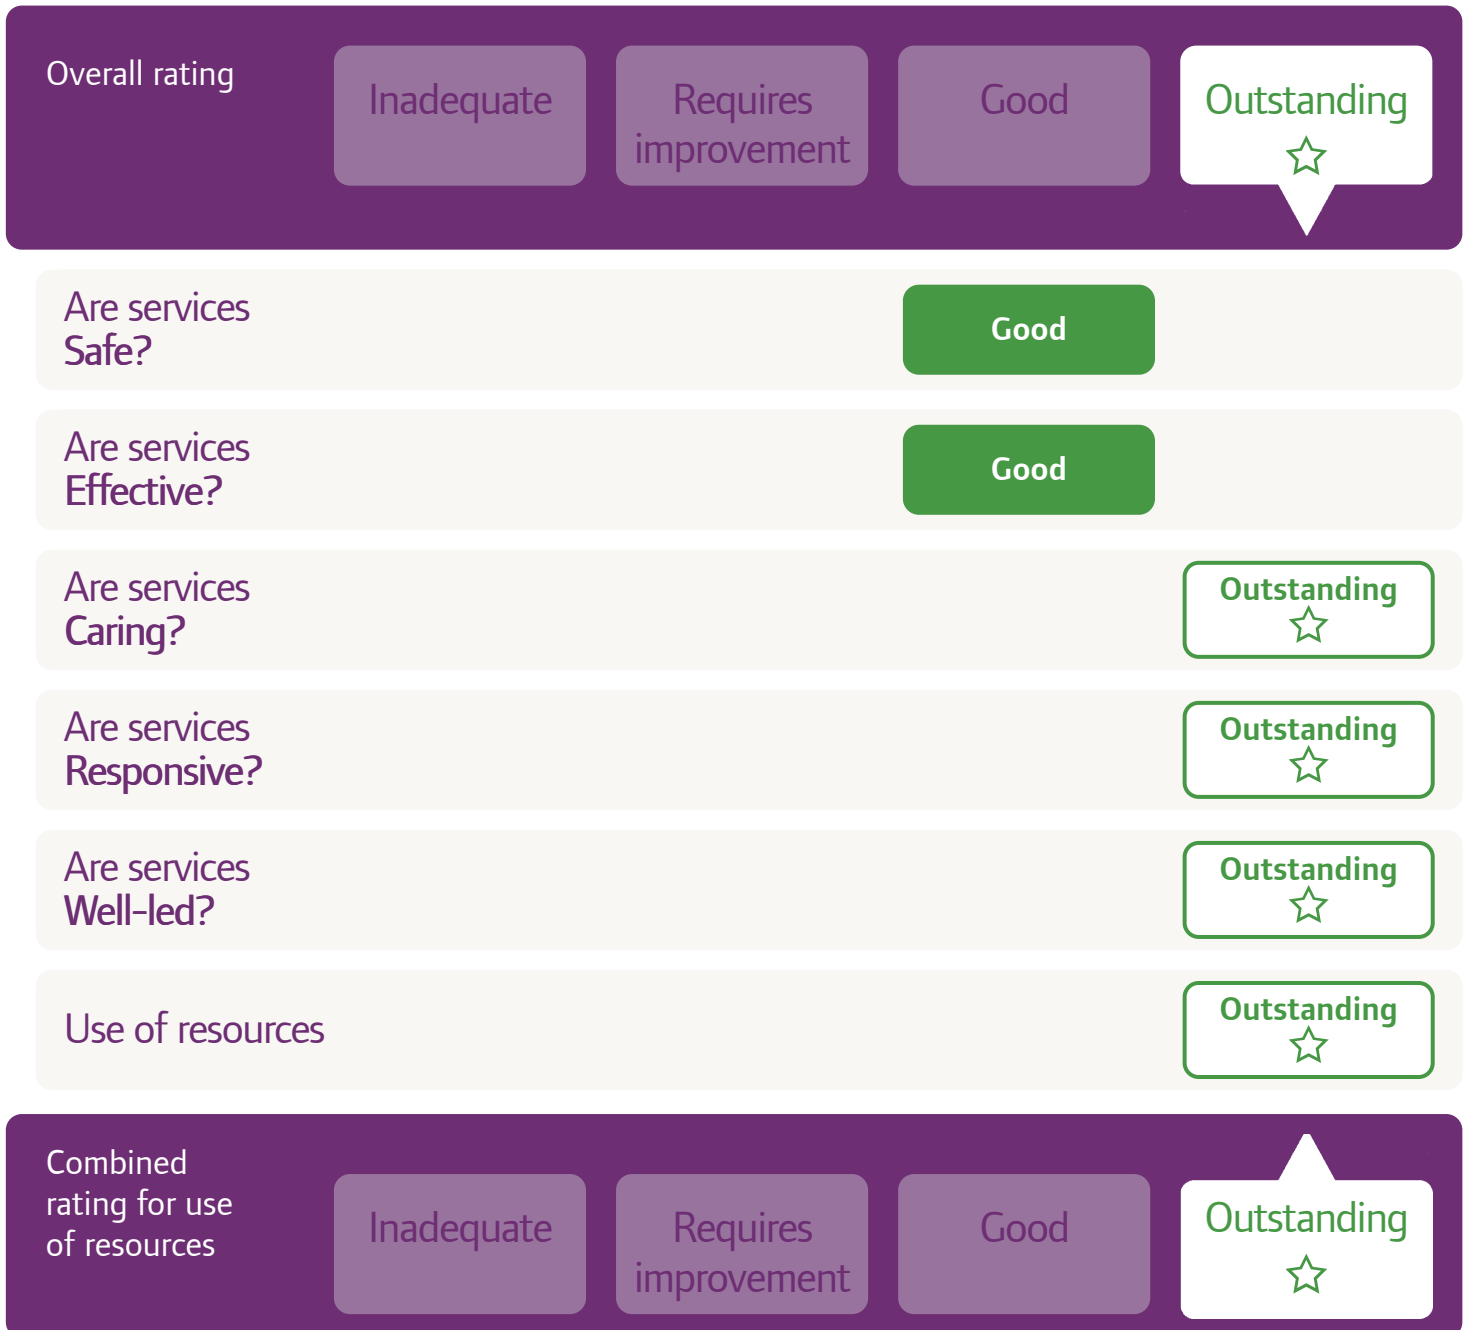 Overall rating
Inadequate
Requires
improvement
Good
Outstanding
Are services
Safe?
Good
Are services
Effective?
Good
Are services
Caring?
Outstanding
Are services
Responsive?
Outstanding
Are services
Well-led?
Outstanding
Use of resources
Outstanding
Combined
rating for use
of resources
Inadequate
Requires
improvement
Good
Outstanding